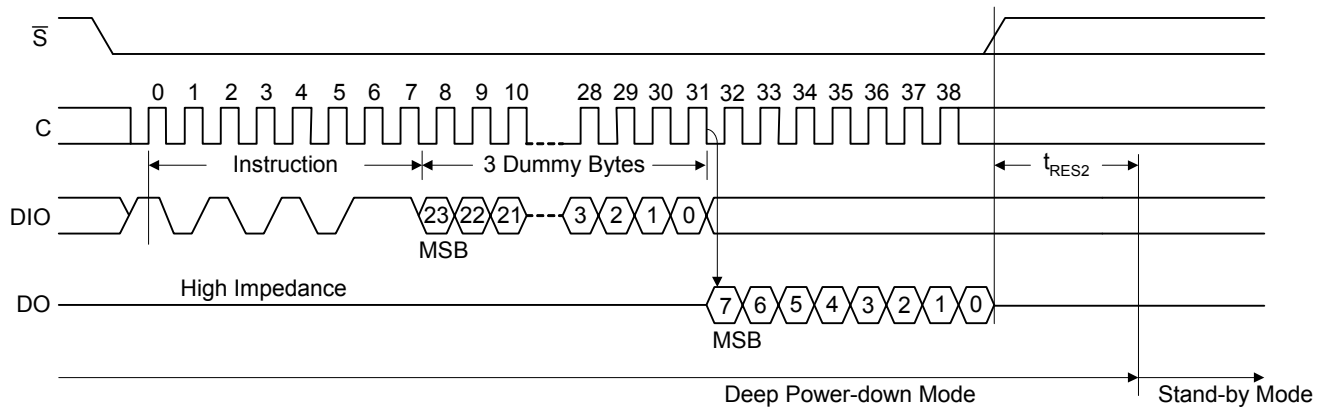 S
0 1 2 3 4 5 6 7 8 9 10 28 29 30 31 32 33 34 35 36 37 38
C
Instruction 3 Dummy Bytes tRES2
DIO 23 22 21 3 2 1 0
MSB
High Impedance
DO 7 6 5 4 3 2 1 0
MSB
Deep Power-down Mode Stand-by Mode